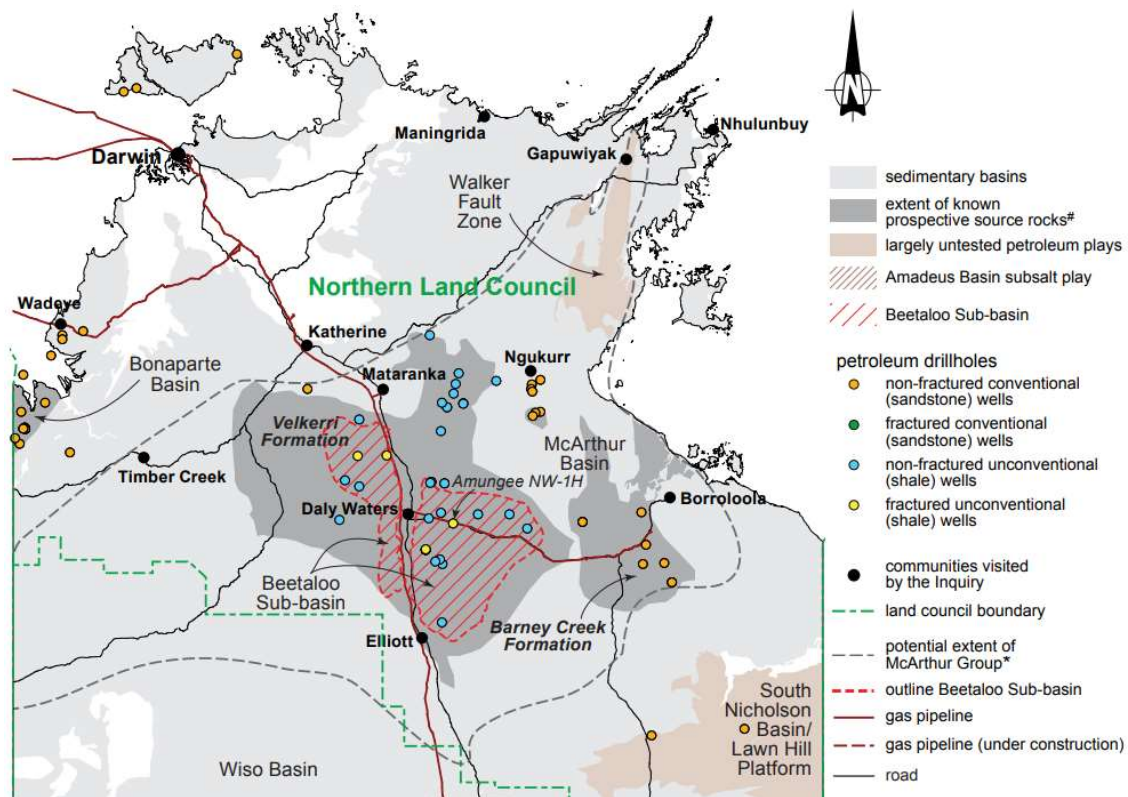 Maningrida
Nhulunbuy
Darwin
Gapuwiyak
Walker
Fault
Zone
Northern Land Council
Wadeye
Katherine
Ngukurr
Bonaparte
Basin
Mataranka
Velkerri
Formation
McArthur
Basin
Timber Creek
Amungee NW-1H
Borroloola
Daly Waters
Beetaloo
Sub-basin
Barney Creek
Formation
Elliott
South
Nicholson
Basin/
Lawn Hill
Platform
Wiso Basin
N
sedimentary basins
extent of known
prospective source rocks#
largely untested petroleum plays
Amadeus Basin subsalt play
Beetaloo Sub-basin
petroleum drillholes
non-fractured conventional
(sandstone) wells
fractured conventional
(sandstone) wells
non-fractured unconventional
(shale) wells
fractured unconventional
(shale) wells
communities visited
by the Inquiry
land council boundary
potential extent of
McArthur Group*
outline Beetaloo Sub-basin
gas pipeline
gas pipeline (under construction)
road